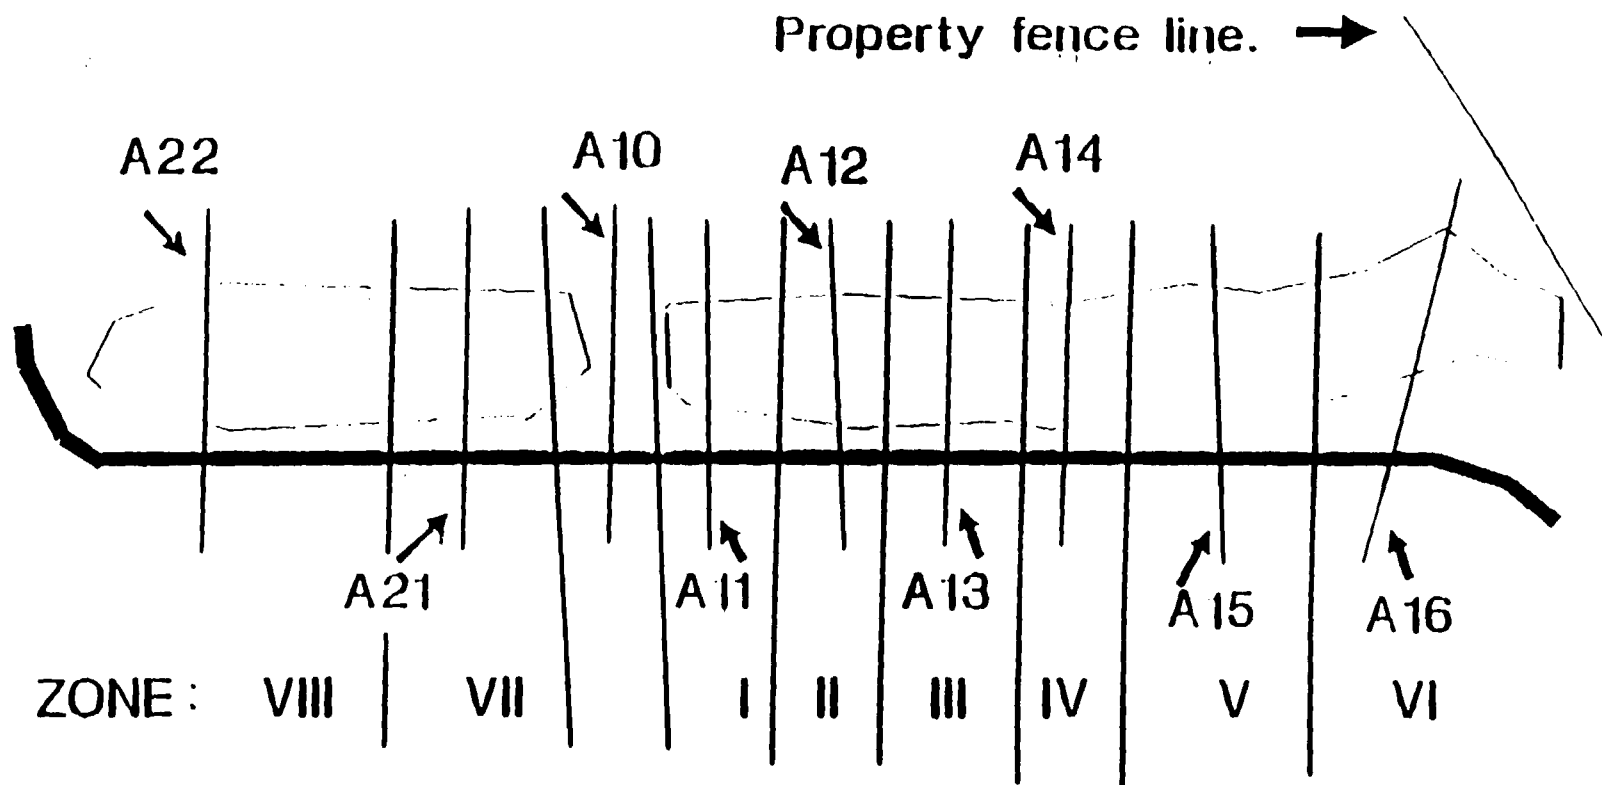 Property fence line.
A22 A10 A12 A14
A21 A11 A13 A15 A16
ZONE: VIII VII I II III IV V VI